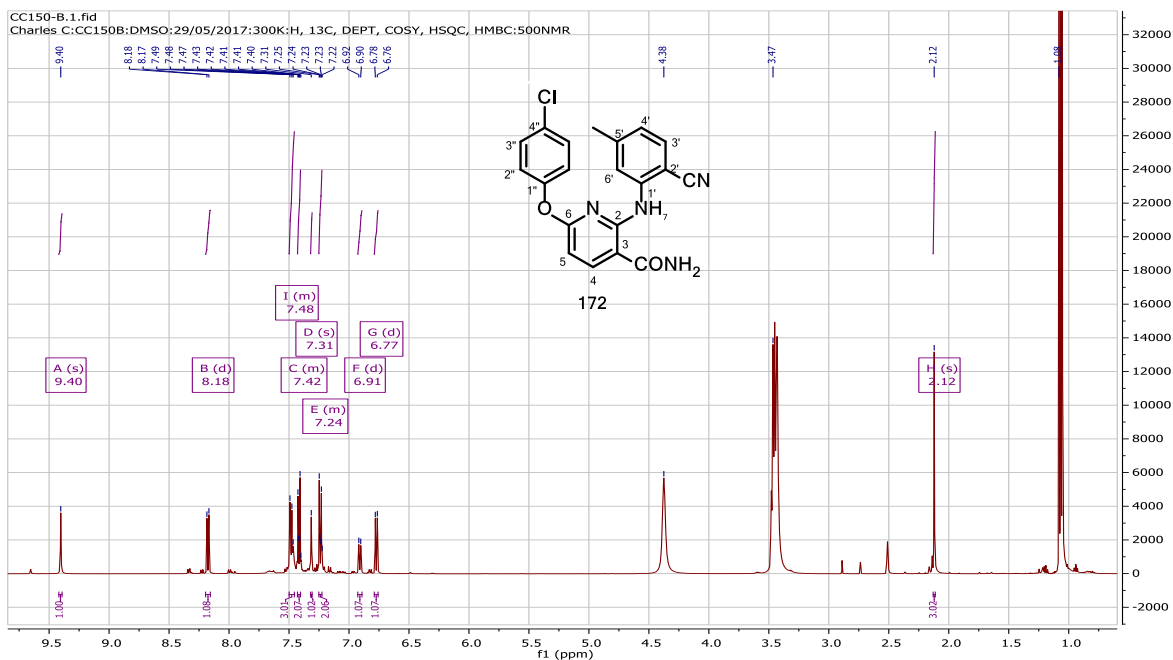 CC150-B.1.fid
Charles C:CC150B:DMSO:29/05/2017:300K:H, 13C, DEPT, COSY, HSQC, HMBC:500NMR
9.40 8.18 8.17 7.49 7.48 7.47 7.43 7.42 7.41 7.41 7.40 7.31 7.25 7.24 7.23 7.23 7.22 6.92 6.90 6.78 6.76 4.38 3.47 2.12 1.08
Cl
4" 5' 4'
3" 3'
2" 6' 2' CN
1" 1'
O 6 N 2 NH 7
5 3
4 CONH2
172
I (m)
7.48
D (s) G (d)
7.31 6.77
A (s) B (d) C (m) F (d) H (s)
9.40 8.18 7.42 6.91 2.12
E (m)
7.24
32000
30000
28000
26000
24000
22000
20000
18000
16000
14000
12000
10000
8000
6000
4000
2000
0
-2000
1.00 1.08 3.01 2.07 1.02 2.06 1.07 1.07 3.02
9.5 9.0 8.5 8.0 7.5 7.0 6.5 6.0 5.5 5.0 4.5 4.0 3.5 3.0 2.5 2.0 1.5 1.0
f1 (ppm)